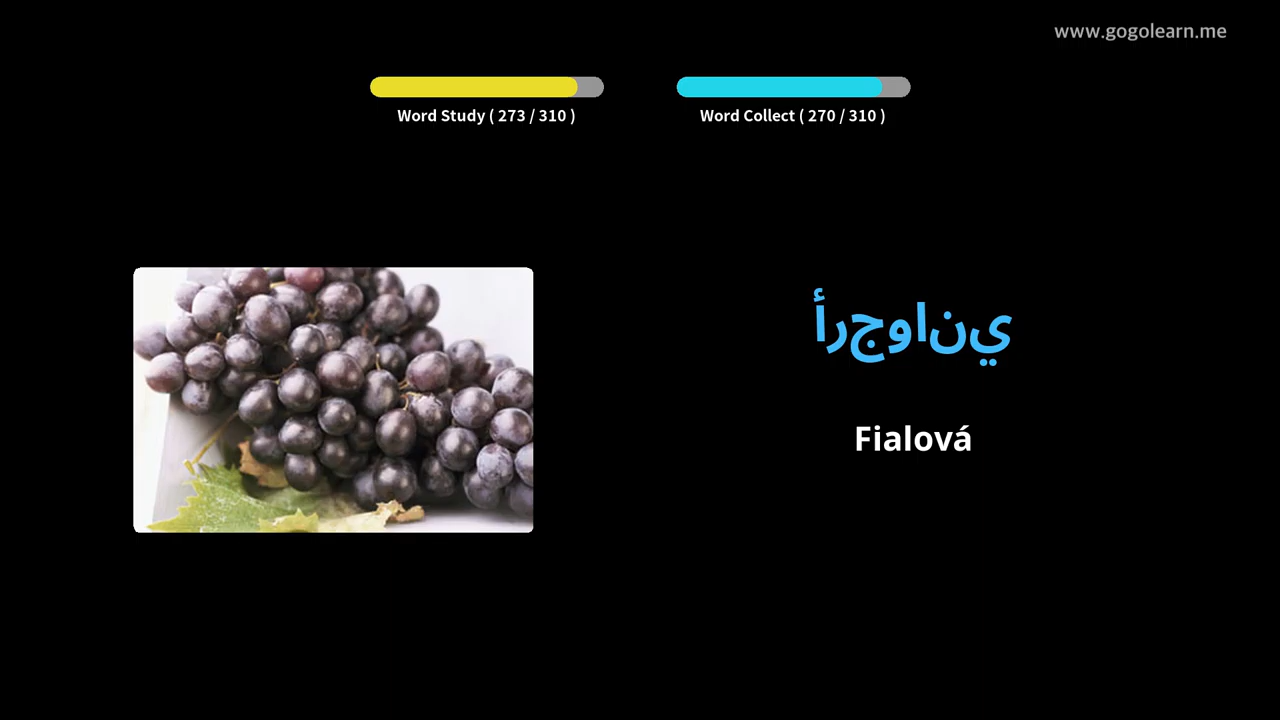 www.gogolearn.me
Word Study ( 273 / 310 )
Word Collect ( 270 / 310 )
أرجواني
Fialová